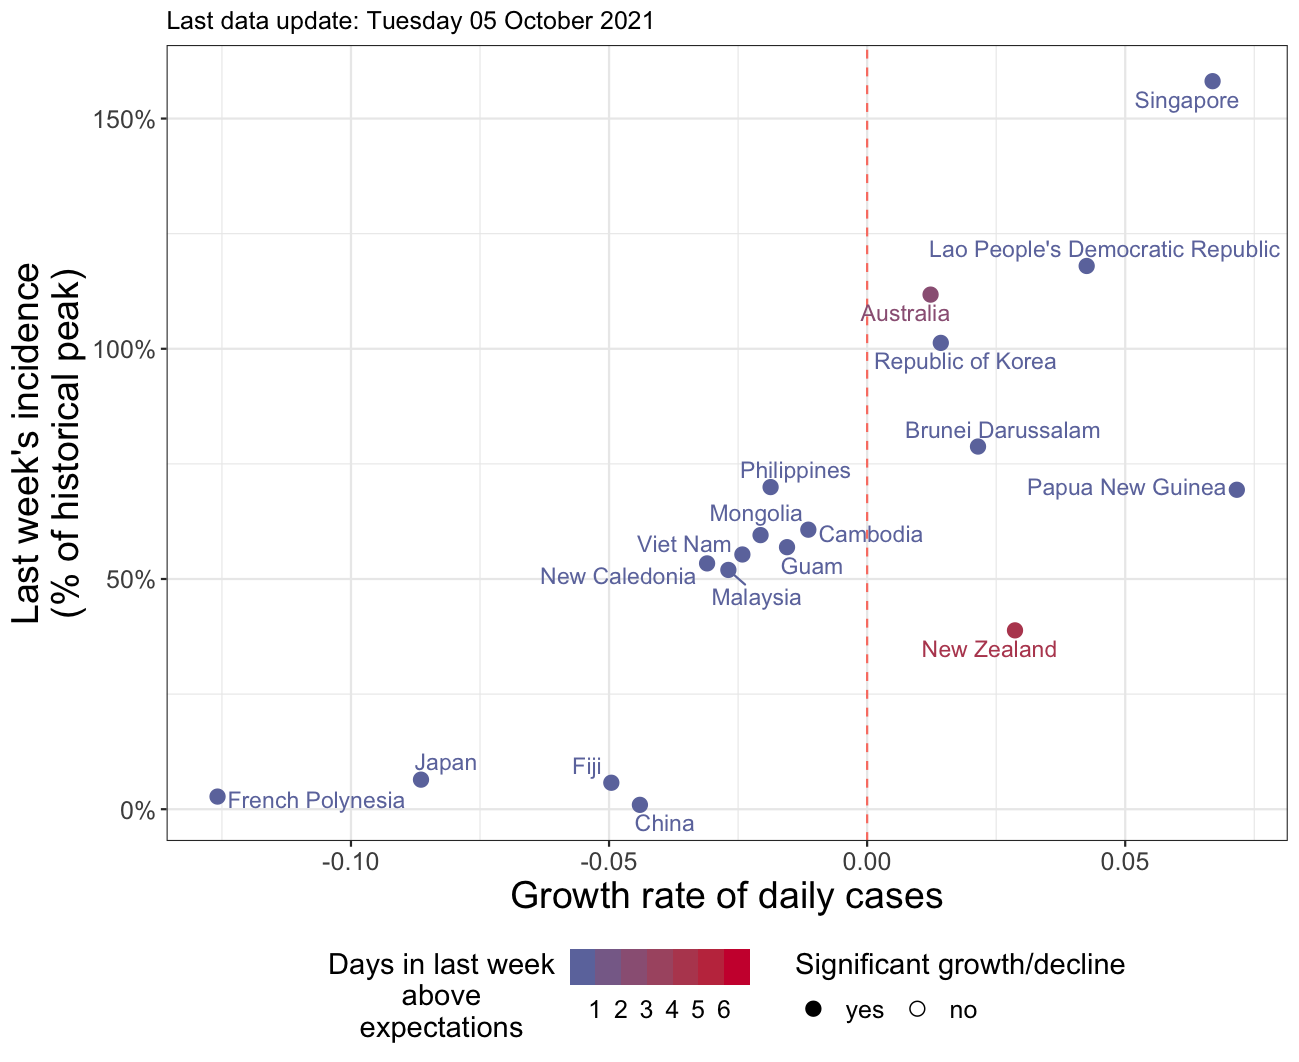 Last data update: Tuesday 05 October 2021
Singapore
150%
Lao People's Democratic Republic
Australia
100%
Republic of Korea
Brunei Darussalam
Philippines
Papua New Guinea
Mongolia
Cambodia
Viet Nam
Guam
New Caledonia
50%
Malaysia
New Zealand
Japan
Fiji
French Polynesia
0%
China
Last week's incidence
(% of historical peak)
-0.10
-0.05
0.00
0.05
Growth rate of daily cases
Days in last week
above
expectations
1 2 3 4 5 6
Significant growth/decline
yes
no